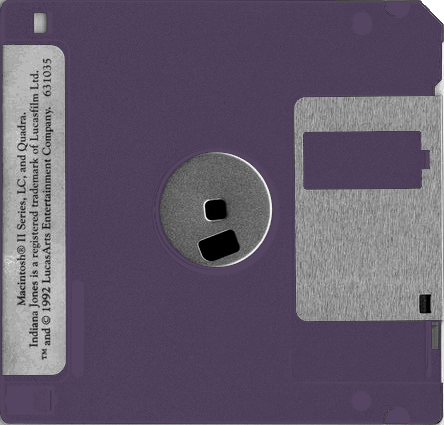 Macintosh® II Series, LC, and Quadra.
Indiana Jones is a registered trademark of Lucasfilm Ltd.
™ and © 1992 LucasArts Entertainment Company. 631035